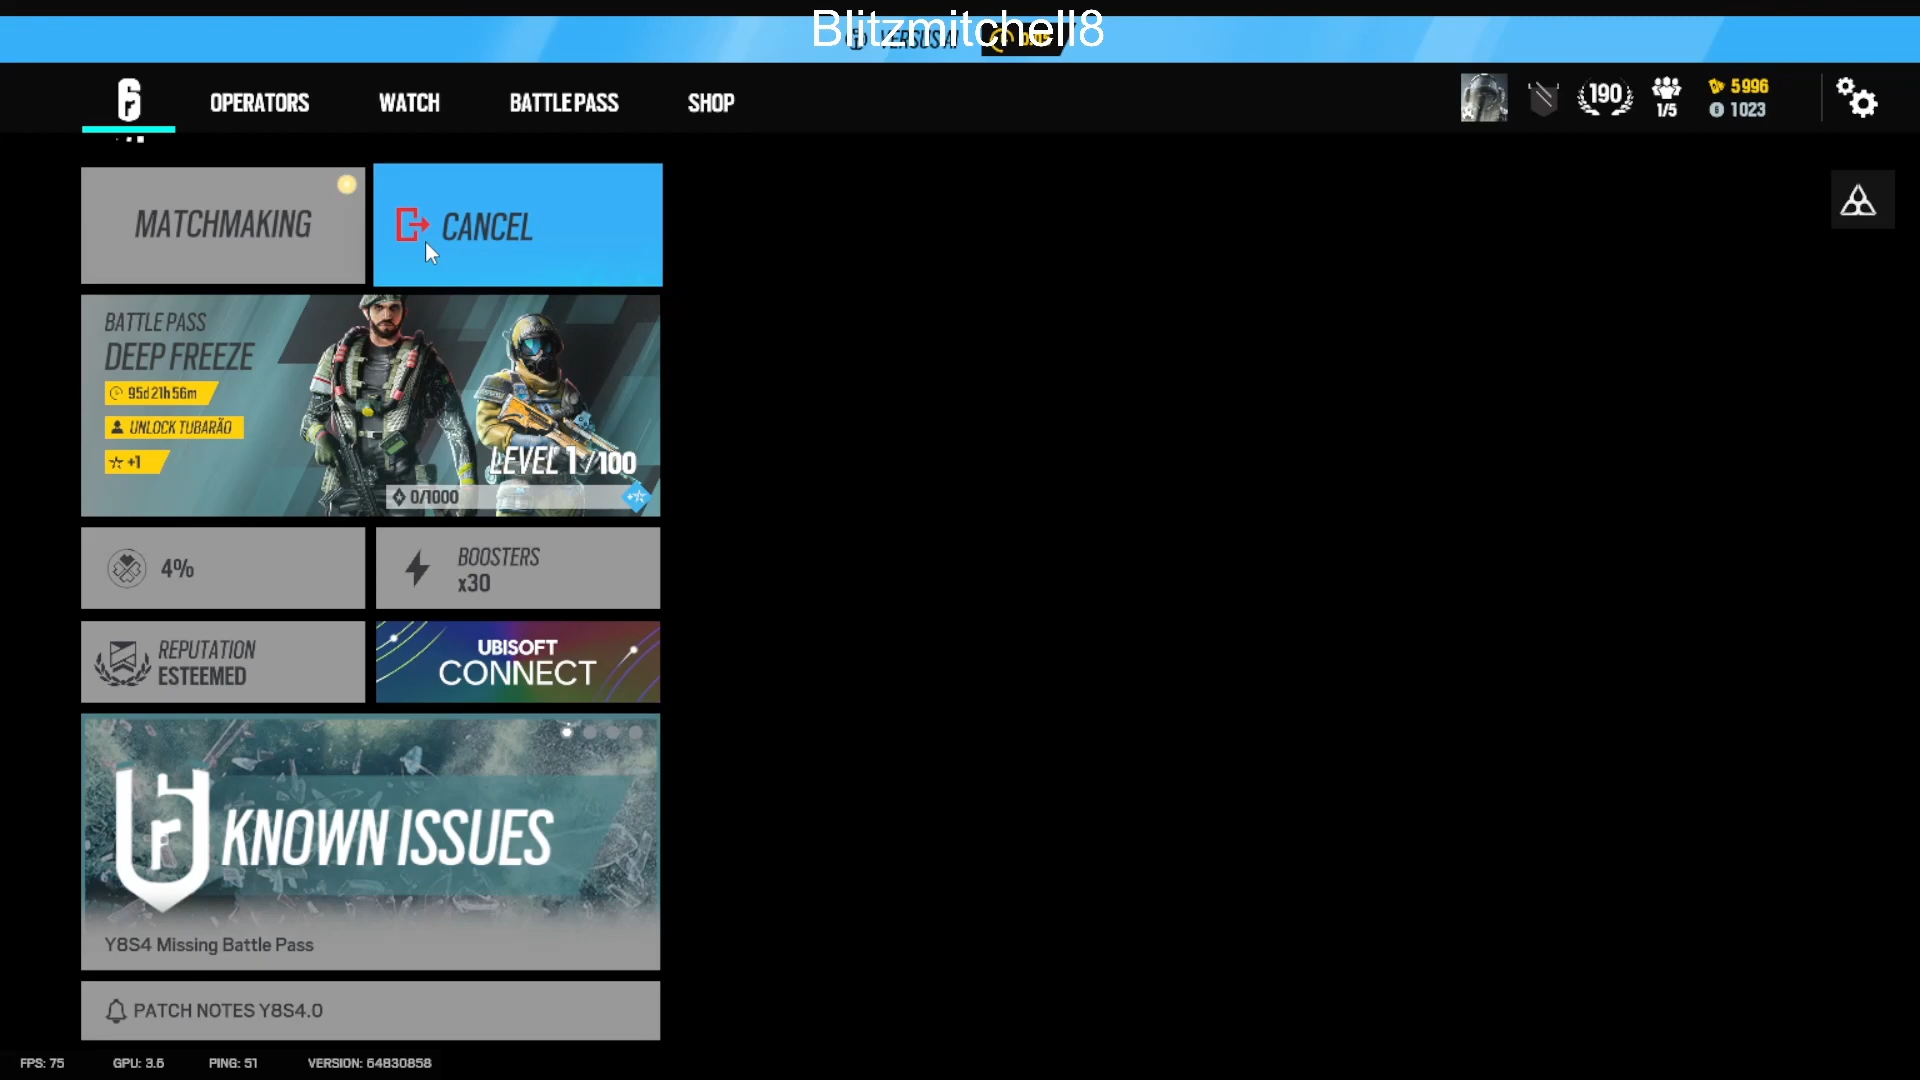 Blitzmitchell8
VERSUS AI
OPERATORS
WATCH
BATTLE PASS
SHOP
190
1/5
5996
1023
MATCHMAKING
CANCEL
BATTLE PASS
DEEP FREEZE
95d 21h 56m
UNLOCK TUBARÃO
+1
LEVEL 1 / 100
0/1000
4%
BOOSTERS
x30
REPUTATION
ESTEEMED
UBISOFT
CONNECT
KNOWN ISSUES
Y8S4 Missing Battle Pass
PATCH NOTES Y8S4.0
FPS: 75 GPU: 3.6 PING: 51 VERSION: 64830858